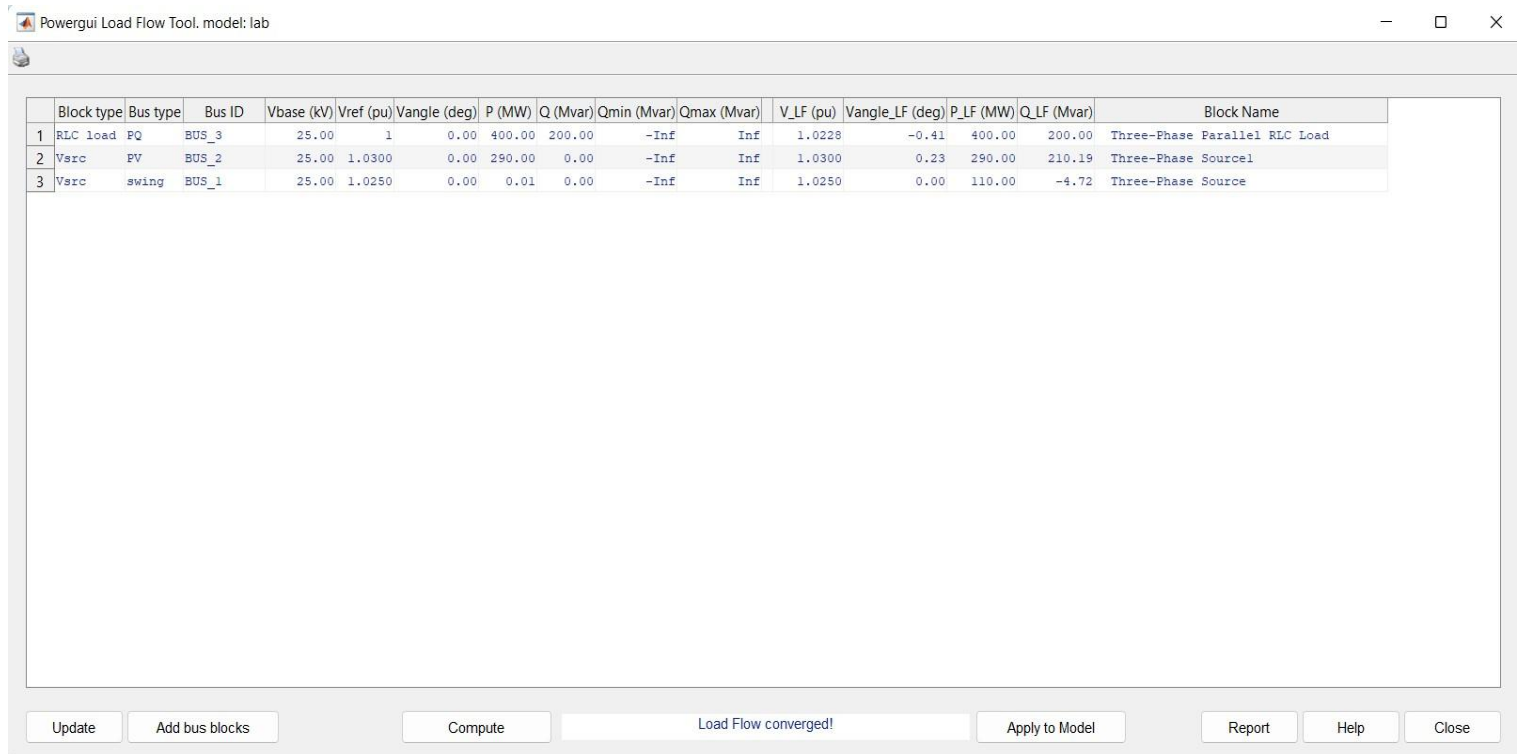 Powergui Load Flow Tool. model: lab
Block type Bus type Bus ID Vbase (kV) Vref (pu) Vangle (deg) P (MW) Q (Mvar) Qmin (Mvar) Qmax (Mvar) V_LF (pu) Vangle_LF (deg) P_LF (MW) Q_LF (Mvar) Block Name
1 RLC load PQ BUS_3 25.00 1 0.00 400.00 200.00 -Inf Inf 1.0228 -0.41 400.00 200.00 Three-Phase Parallel RLC Load
2 Vsrc PV BUS_2 25.00 1.0300 0.00 290.00 0.00 -Inf Inf 1.0300 0.23 290.00 210.19 Three-Phase Source1
3 Vsrc swing BUS_1 25.00 1.0250 0.00 0.01 0.00 -Inf Inf 1.0250 0.00 110.00 -4.72 Three-Phase Source
Update Add bus blocks Compute Load Flow converged! Apply to Model Report Help Close